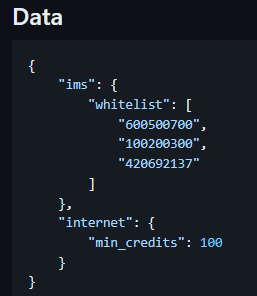 Data
{
    "ims": {
        "whitelist": [
            "600500700",
            "100200300",
            "420692137"
        ]
    },
    "internet": {
        "min_credits": 100
    }
}